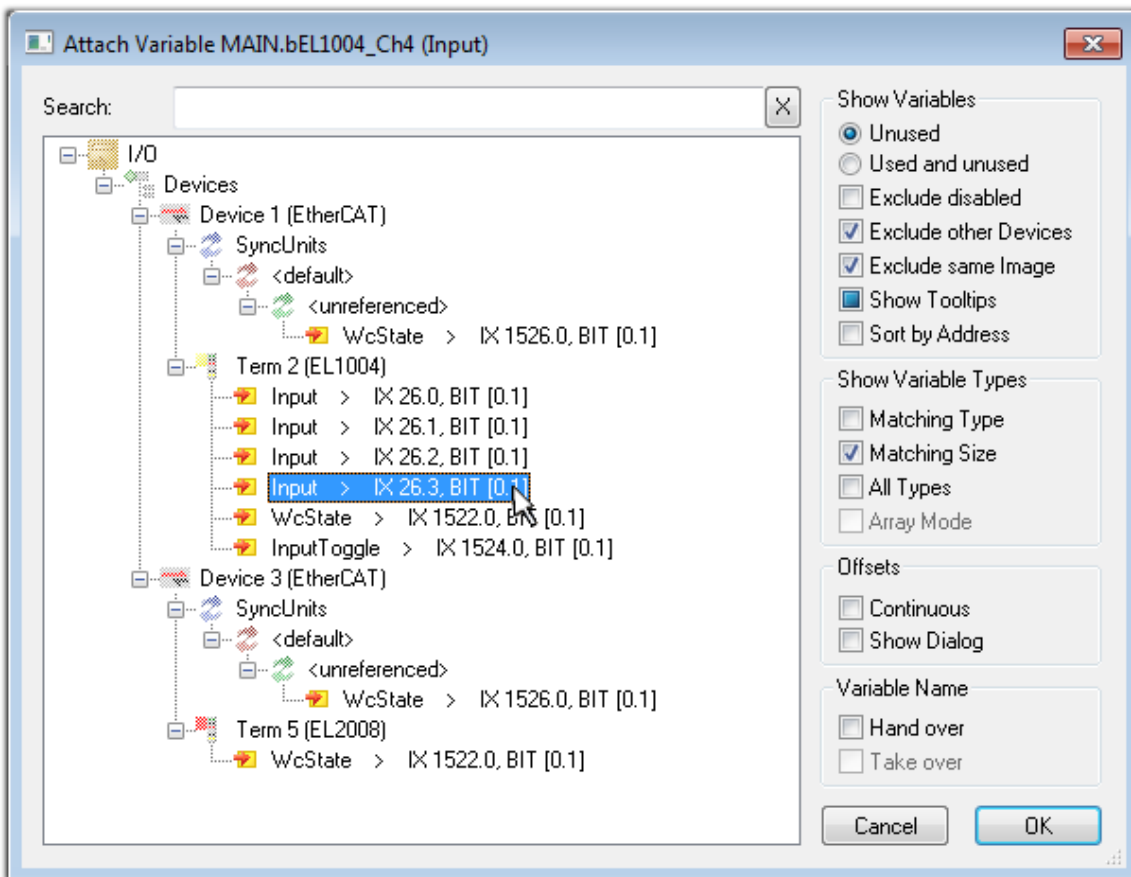 Attach Variable MAIN.bEL1004_Ch4 (Input)
Search:
X
I/O
Devices
Device 1 (EtherCAT)
SyncUnits
<default>
<unreferenced>
WcState > IX 1526.0, BIT [0.1]
Term 2 (EL1004)
Input > IX 26.0, BIT [0.1]
Input > IX 26.1, BIT [0.1]
Input > IX 26.2, BIT [0.1]
Input > IX 26.3, BIT [0.1]
WcState > IX 1522.0, BIT [0.1]
InputToggle > IX 1524.0, BIT [0.1]
Device 3 (EtherCAT)
SyncUnits
<default>
<unreferenced>
WcState > IX 1526.0, BIT [0.1]
Term 5 (EL2008)
WcState > IX 1522.0, BIT [0.1]
Show Variables
Unused
Used and unused
Exclude disabled
Exclude other Devices
Exclude same Image
Show Tooltips
Sort by Address
Show Variable Types
Matching Type
Matching Size
All Types
Array Mode
Offsets
Continuous
Show Dialog
Variable Name
Hand over
Take over
Cancel
OK